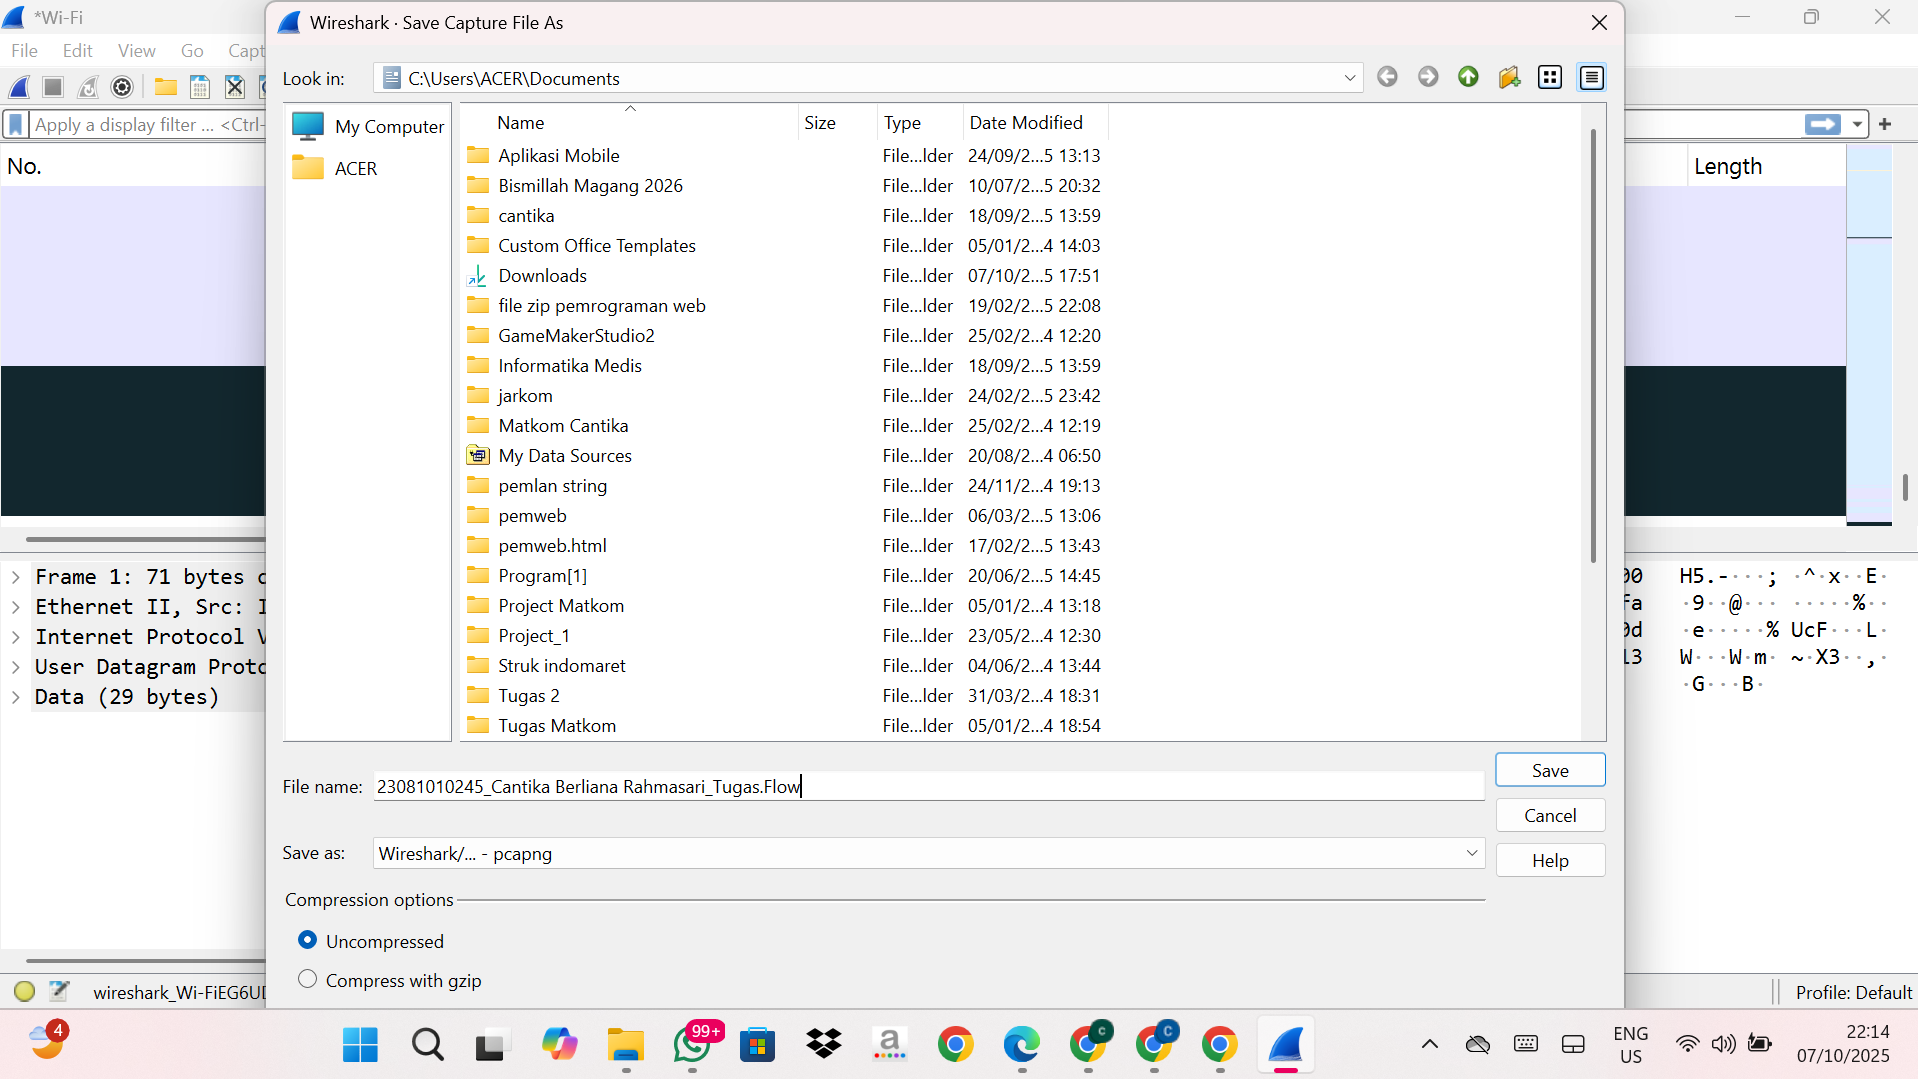 *Wi-Fi
Wireshark · Save Capture File As
File Edit View Go Capt
Look in: C:\Users\ACER\Documents
Apply a display filter ... <Ctrl-
No.
Length
My Computer
ACER
Name Size Type Date Modified
Aplikasi Mobile File...lder 24/09/2...5 13:13
Bismillah Magang 2026 File...lder 10/07/2...5 20:32
cantika File...lder 18/09/2...5 13:59
Custom Office Templates File...lder 05/01/2...4 14:03
Downloads File...lder 07/10/2...5 17:51
file zip pemrograman web File...lder 19/02/2...5 22:08
GameMakerStudio2 File...lder 25/02/2...4 12:20
Informatika Medis File...lder 18/09/2...5 13:59
jarkom File...lder 24/02/2...5 23:42
Matkom Cantika File...lder 25/02/2...4 12:19
My Data Sources File...lder 20/08/2...4 06:50
pemlan string File...lder 24/11/2...4 19:13
pemweb File...lder 06/03/2...5 13:06
pemweb.html File...lder 17/02/2...5 13:43
Program[1] File...lder 20/06/2...5 14:45
Project Matkom File...lder 05/01/2...4 13:18
Project_1 File...lder 23/05/2...4 12:30
Struk indomaret File...lder 04/06/2...4 13:44
Tugas 2 File...lder 31/03/2...4 18:31
Tugas Matkom File...lder 05/01/2...4 18:54
Frame 1: 71 bytes
Ethernet II, Src: I
Internet Protocol V
User Datagram Proto
Data (29 bytes)
00 H5.-···; ·^·x··E·
fa ·9··@··· ·····%··
0d ·e·····% UcF···L·
13 W···W·m· ~·X3··,·
·G···B·
File name: 23081010245_Cantika Berliana Rahmasari_Tugas.Flow
Save
Cancel
Save as: Wireshark/... - pcapng
Help
Compression options
Uncompressed
Compress with gzip
wireshark_Wi-FiEG6U
Profile: Default
4
99+
a
C
C
ENG
US
22:14
07/10/2025